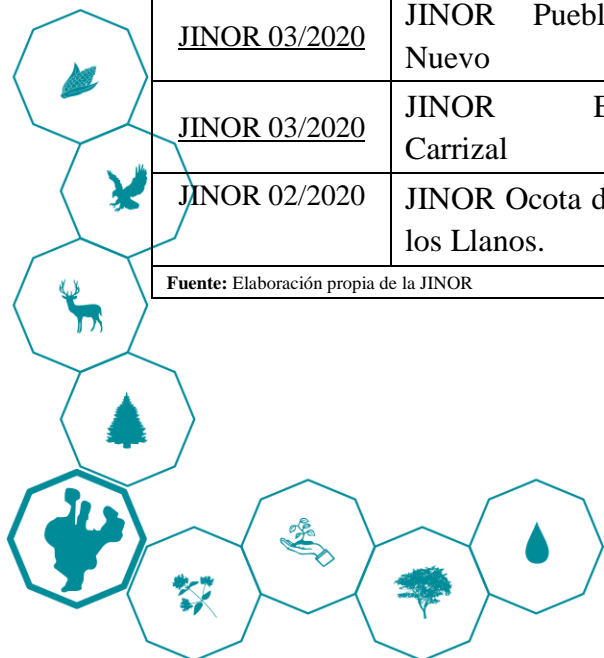 JINOR 03/2020
JINOR Puebl
Nuevo
JINOR 03/2020
JINOR E
Carrizal
JINOR 02/2020
JINOR Ocota d
los Llanos.
Fuente: Elaboración propia de la JINOR